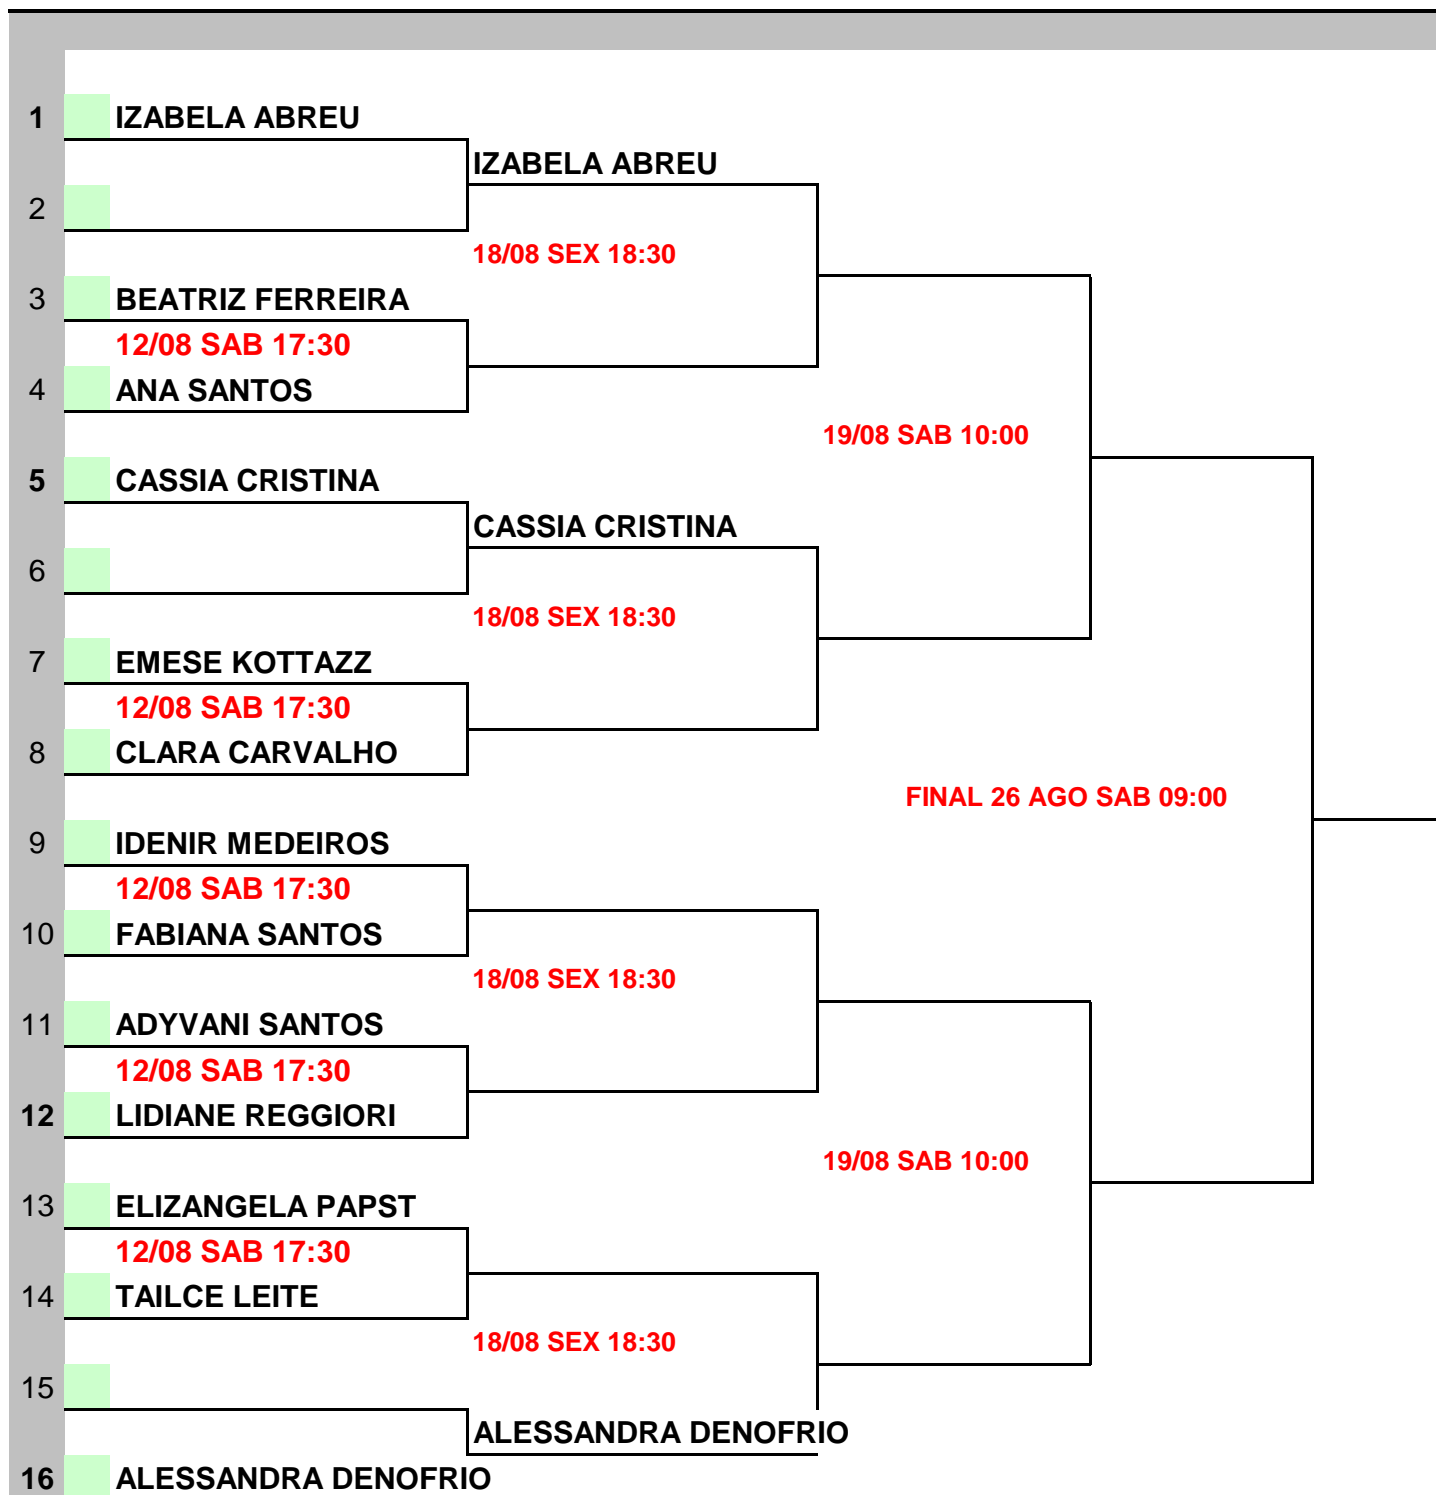 1 IZABELA ABREU
IZABELA ABREU
2
18/08 SEX 18:30
3 BEATRIZ FERREIRA
12/08 SAB 17:30
4 ANA SANTOS
19/08 SAB 10:00
5 CASSIA CRISTINA
CASSIA CRISTINA
6
18/08 SEX 18:30
7 EMESE KOTTAZZ
12/08 SAB 17:30
8 CLARA CARVALHO
FINAL 26 AGO SAB 09:00
9 IDENIR MEDEIROS
12/08 SAB 17:30
10 FABIANA SANTOS
18/08 SEX 18:30
11 ADYVANI SANTOS
12/08 SAB 17:30
12 LIDIANE REGGIORI
19/08 SAB 10:00
13 ELIZANGELA PAPST
12/08 SAB 17:30
14 TAILCE LEITE
18/08 SEX 18:30
15
ALESSANDRA DENOFRIO
16 ALESSANDRA DENOFRIO